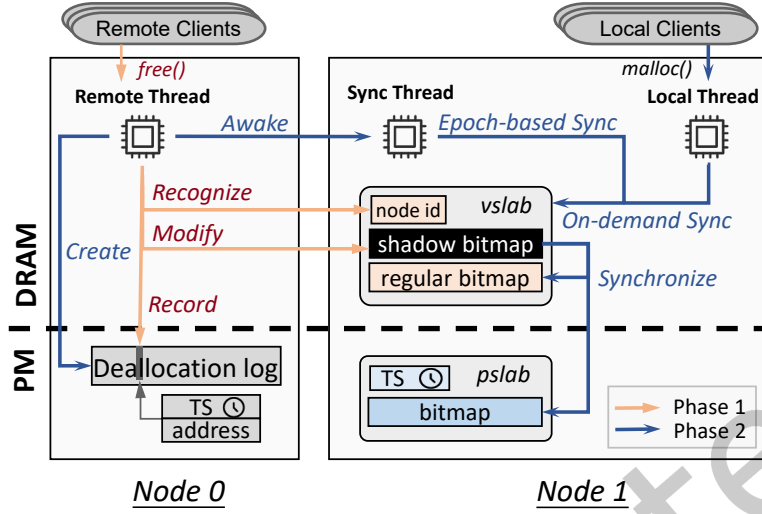 Remote Clients
Local Clients
free()
malloc()
Remote Thread
Sync Thread
Local Thread
Awake
Epoch-based Sync
Recognize
node id
vslab
On-demand Sync
Modify
shadow bitmap
Create
regular bitmap
Synchronize
Record
DRAM
PM
Deallocation log
TS
pslab
TS
bitmap
address
Phase 1
Phase 2
Node 0
Node 1